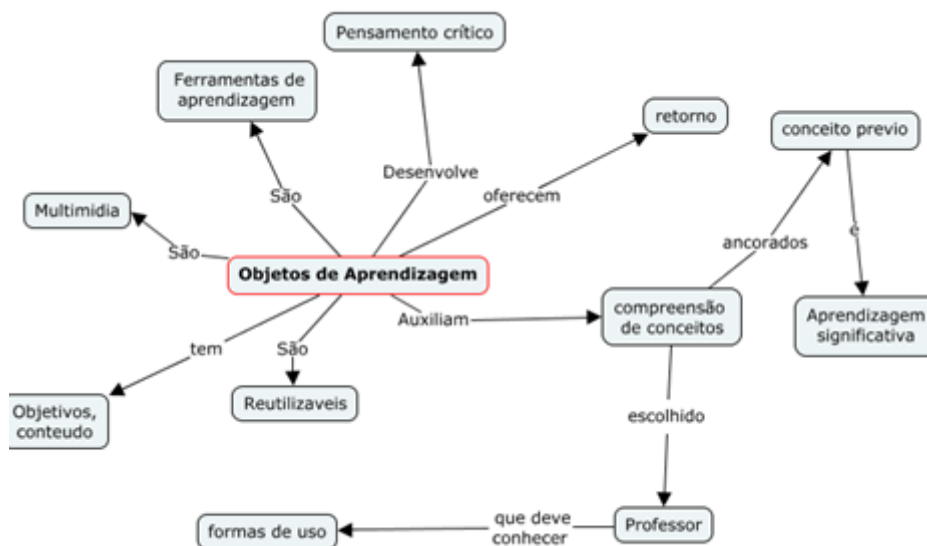 Pensamento crítico
Ferramentas de
aprendizagem
retorno
conceito previo
Desenvolve
São
oferecem
Multimidia
São
ancorados
é
Objetos de Aprendizagem
compreensão
de conceitos
Aprendizagem
significativa
Auxiliam
tem
São
Objetivos,
conteudo
Reutilizaveis
escolhido
formas de uso
que deve
conhecer
Professor